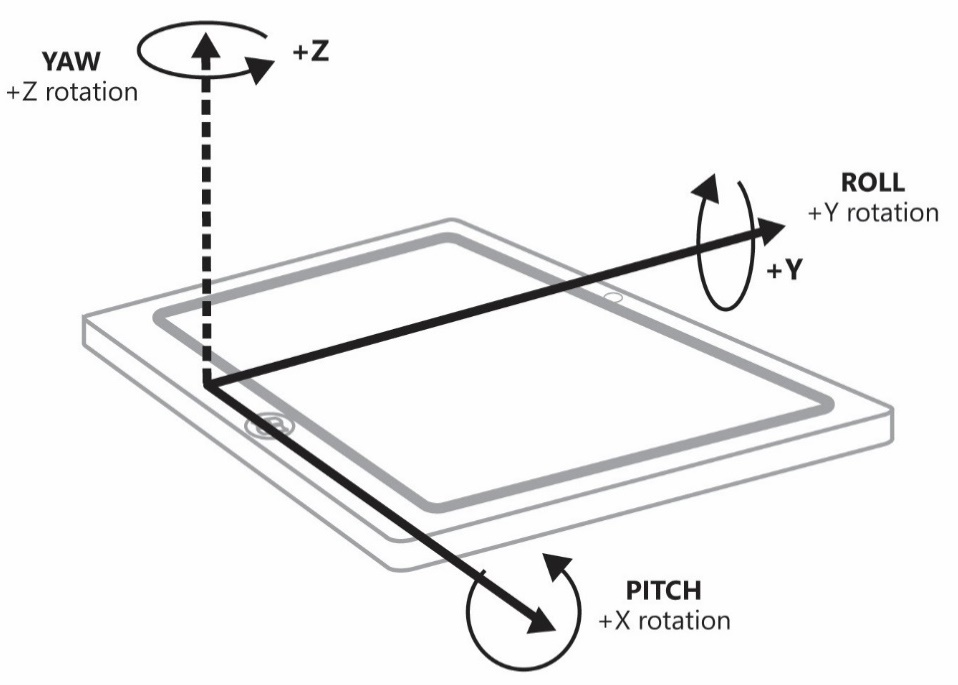 YAW
+Z rotation
+Z
ROLL
+Y rotation
+Y
PITCH
+X rotation